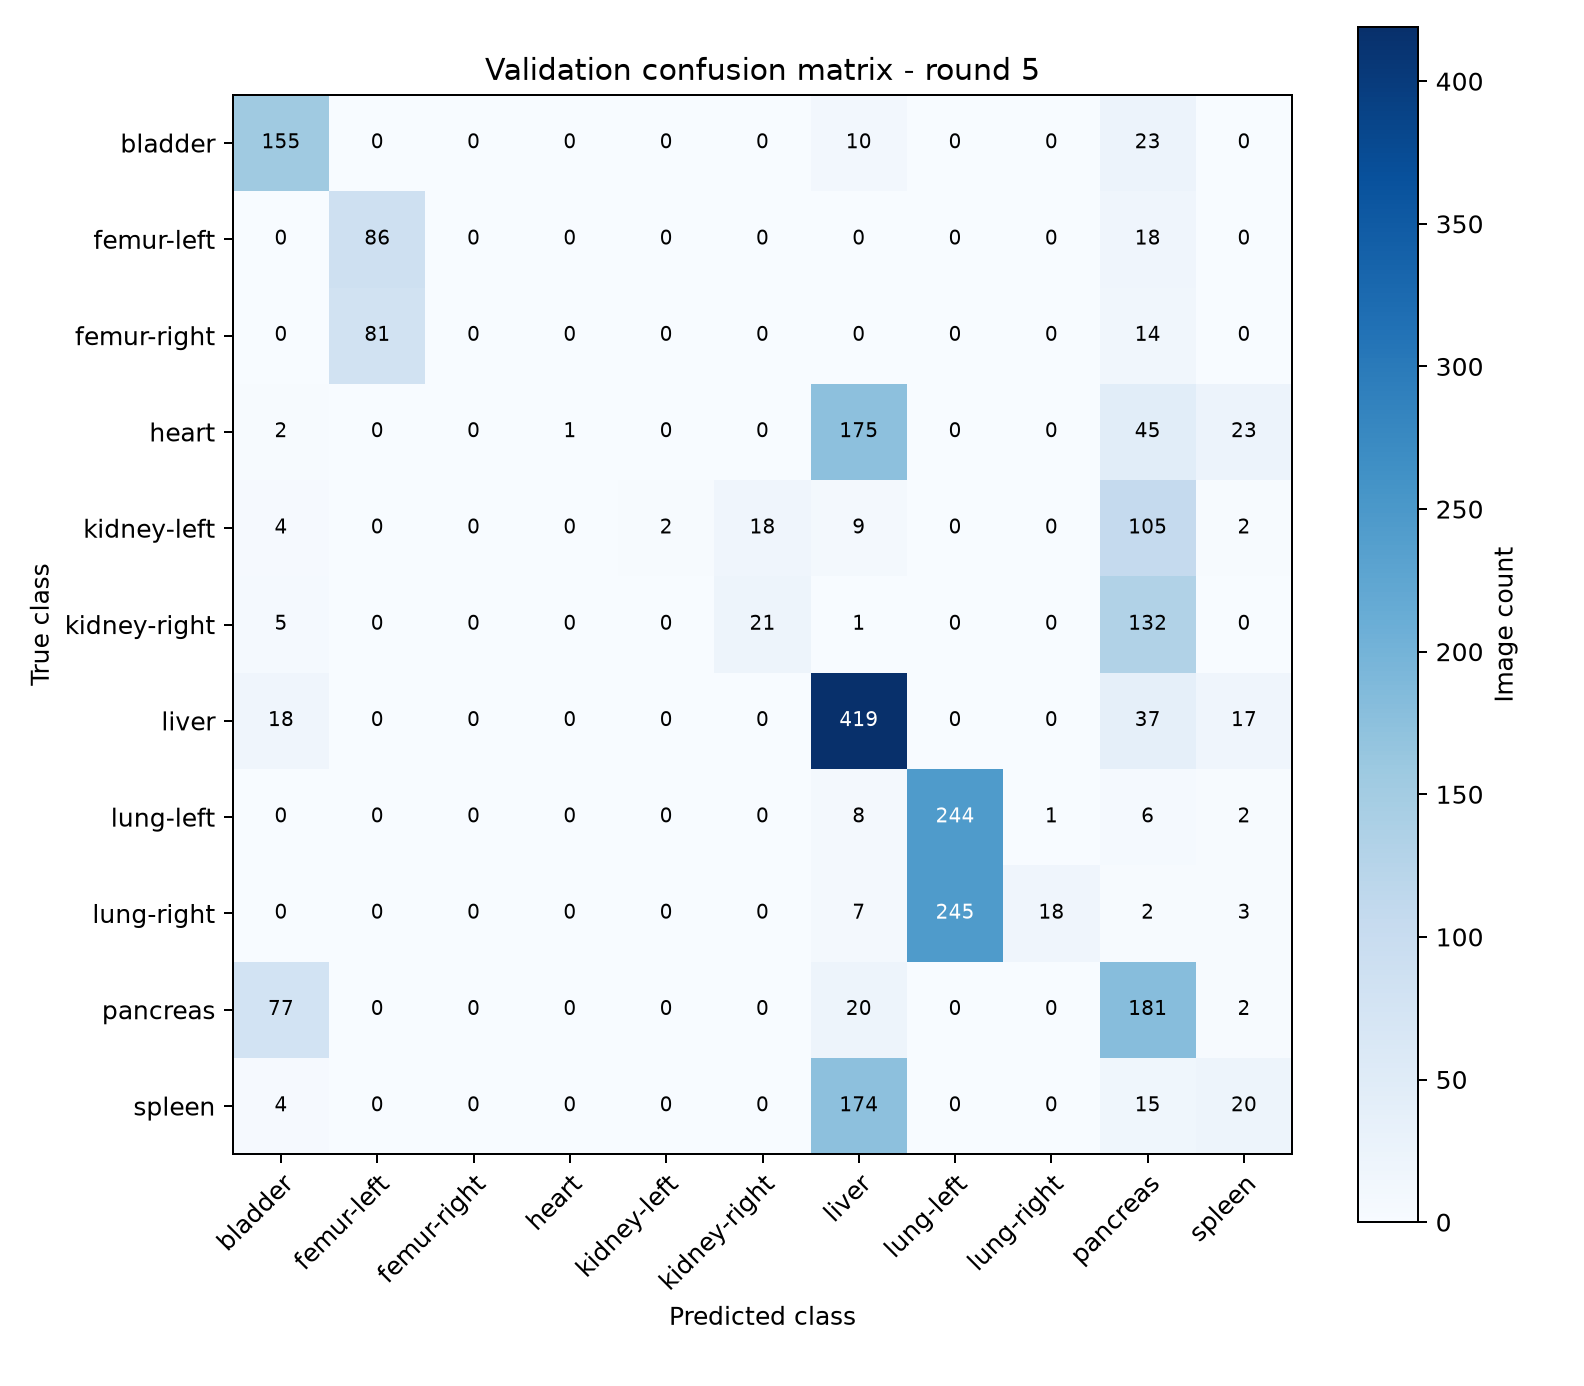 Validation confusion matrix - round 5
True class
bladder 155 0 0 0 0 0 10 0 0 23 0
femur-left 0 86 0 0 0 0 0 0 0 18 0
femur-right 0 81 0 0 0 0 0 0 0 14 0
heart 2 0 0 1 0 0 175 0 0 45 23
kidney-left 4 0 0 0 2 18 9 0 0 105 2
kidney-right 5 0 0 0 0 21 1 0 0 132 0
liver 18 0 0 0 0 0 419 0 0 37 17
lung-left 0 0 0 0 0 0 8 244 1 6 2
lung-right 0 0 0 0 0 0 7 245 18 2 3
pancreas 77 0 0 0 0 0 20 0 0 181 2
spleen 4 0 0 0 0 0 174 0 0 15 20
bladder femur-left femur-right heart kidney-left kidney-right liver lung-left lung-right pancreas spleen
Predicted class
400
350
300
250
200
150
100
50
0
Image count